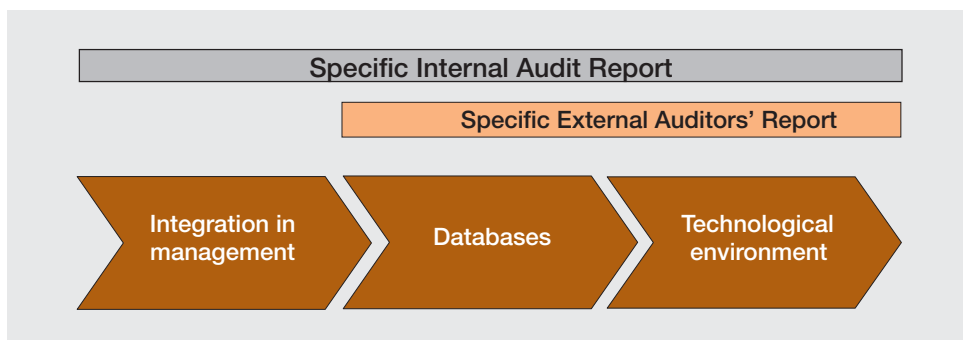 Specific Internal Audit Report
Specific External Auditors' Report
Integration in
management
Databases
Technological
environment